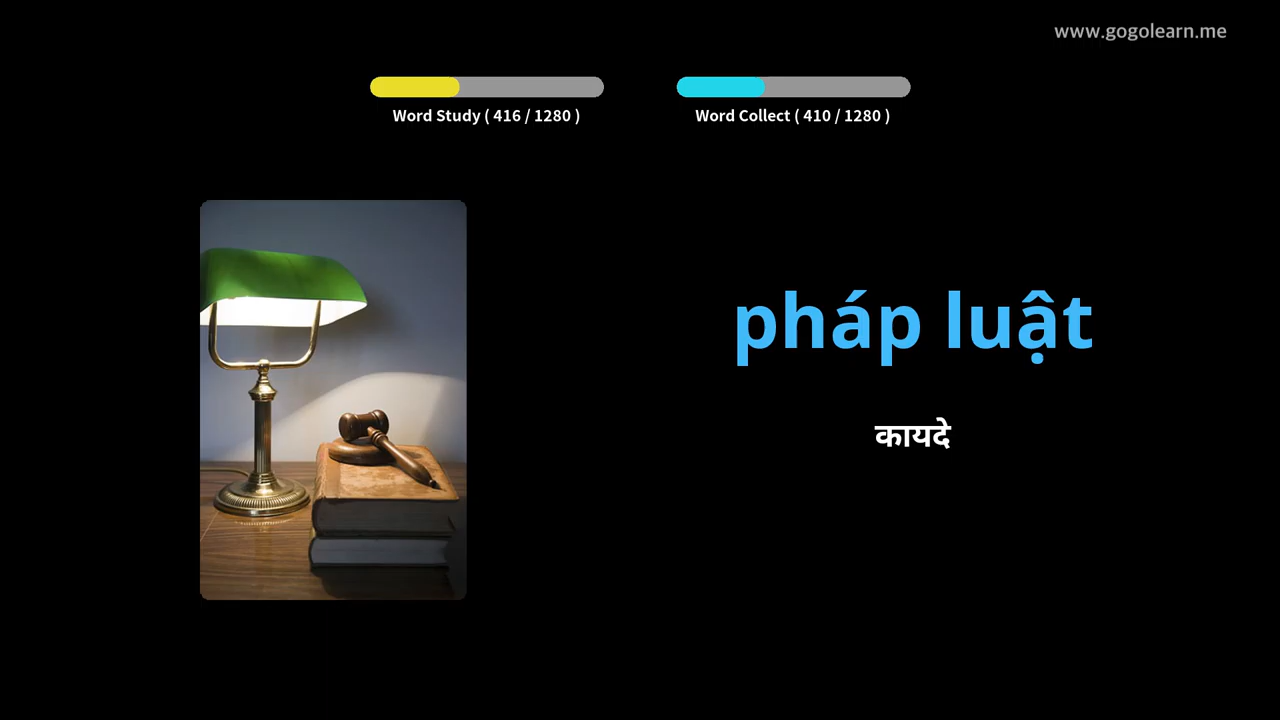 www.gogolearn.me
Word Study ( 416 / 1280 )
Word Collect ( 410 / 1280 )
pháp luật
कायदे